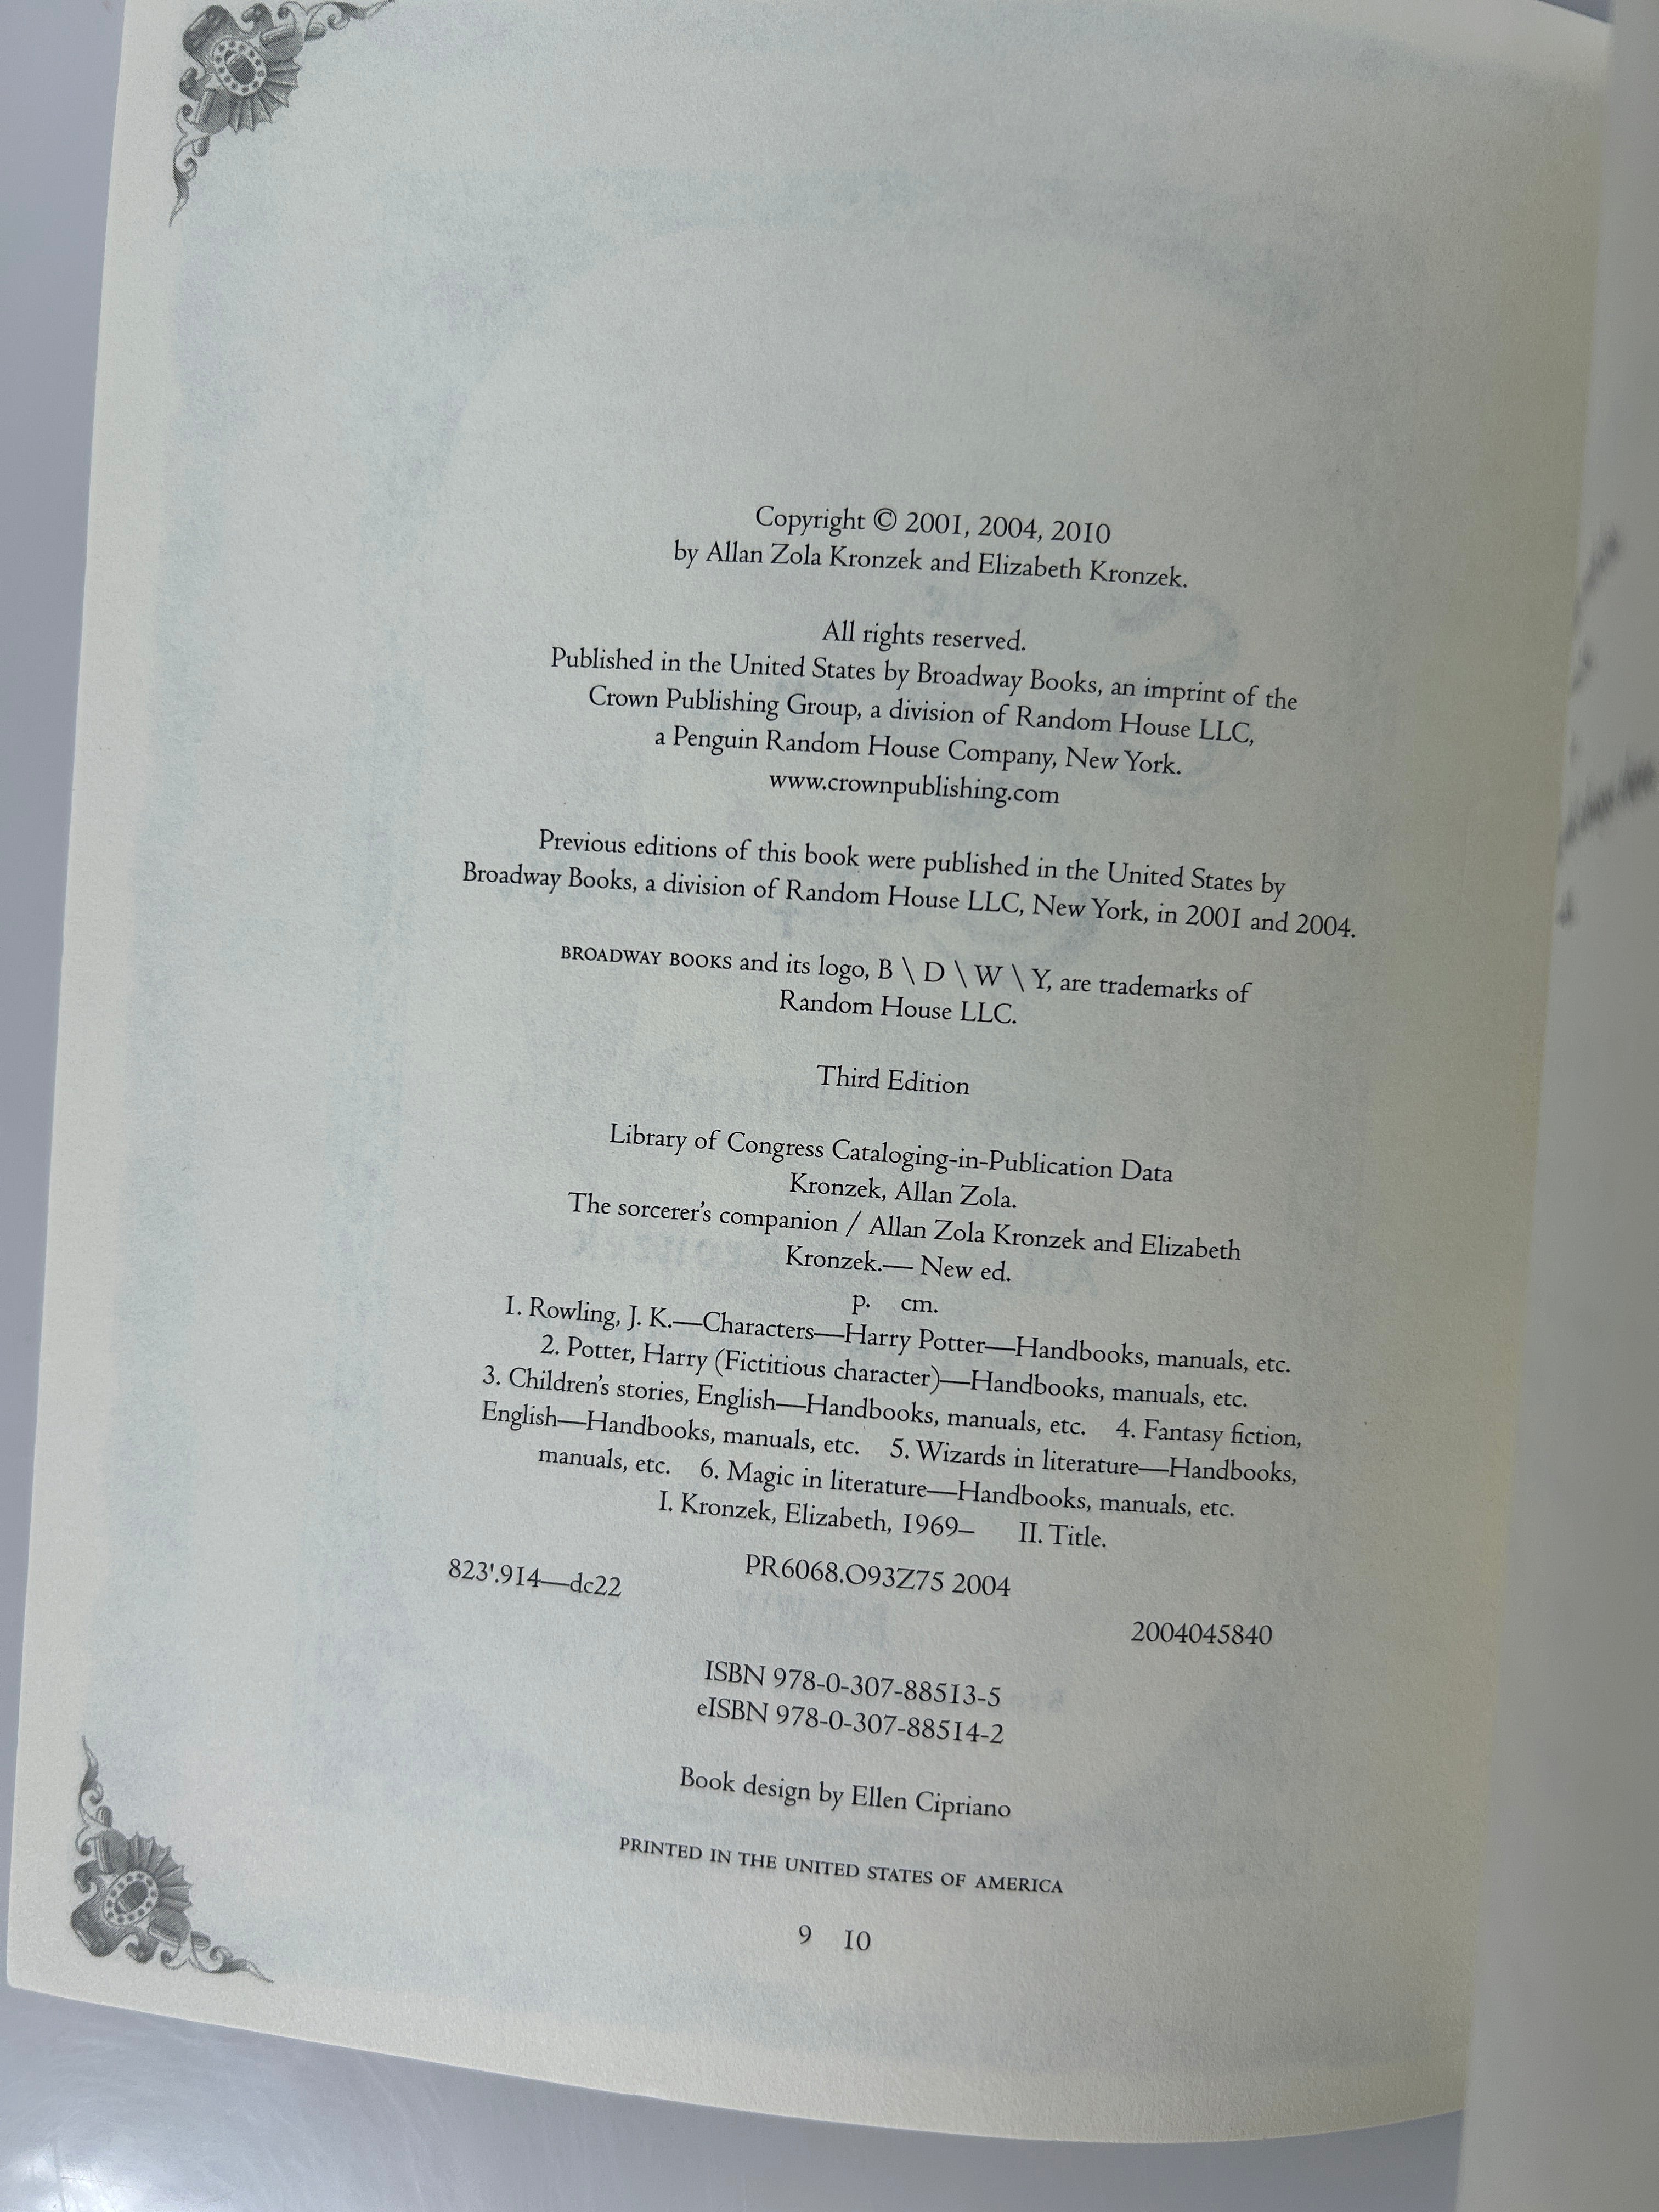 Copyright © 2001, 2004, 2010
by Allan Zola Kronzek and Elizabeth Kronzek.
All rights reserved.
Published in the United States by Broadway Books, an imprint of the
Crown Publishing Group, a division of Random House LLC,
a Penguin Random House Company, New York.
www.crownpublishing.com
Previous editions of this book were published in the United States by
Broadway Books, a division of Random House LLC, New York, in 2001 and 2004.
BROADWAY BOOKS and its logo, B \ D \ W \ Y, are trademarks of
Random House LLC.
Third Edition
Library of Congress Cataloging-in-Publication Data
Kronzek, Allan Zola.
The sorcerer's companion / Allan Zola Kronzek and Elizabeth
Kronzek.— New ed.
p. cm.
1. Rowling, J. K.—Characters—Harry Potter—Handbooks, manuals, etc.
2. Potter, Harry (Fictitious character)—Handbooks, manuals, etc.
3. Children's stories, English—Handbooks, manuals, etc. 4. Fantasy fiction,
English—Handbooks, manuals, etc. 5. Wizards in literature—Handbooks,
manuals, etc. 6. Magic in literature—Handbooks, manuals, etc.
I. Kronzek, Elizabeth, 1969– II. Title.
PR6068.O93Z75 2004
823'.914—dc22
2004045840
ISBN 978-0-307-88513-5
eISBN 978-0-307-88514-2
Book design by Ellen Cipriano
PRINTED IN THE UNITED STATES OF AMERICA
9 10